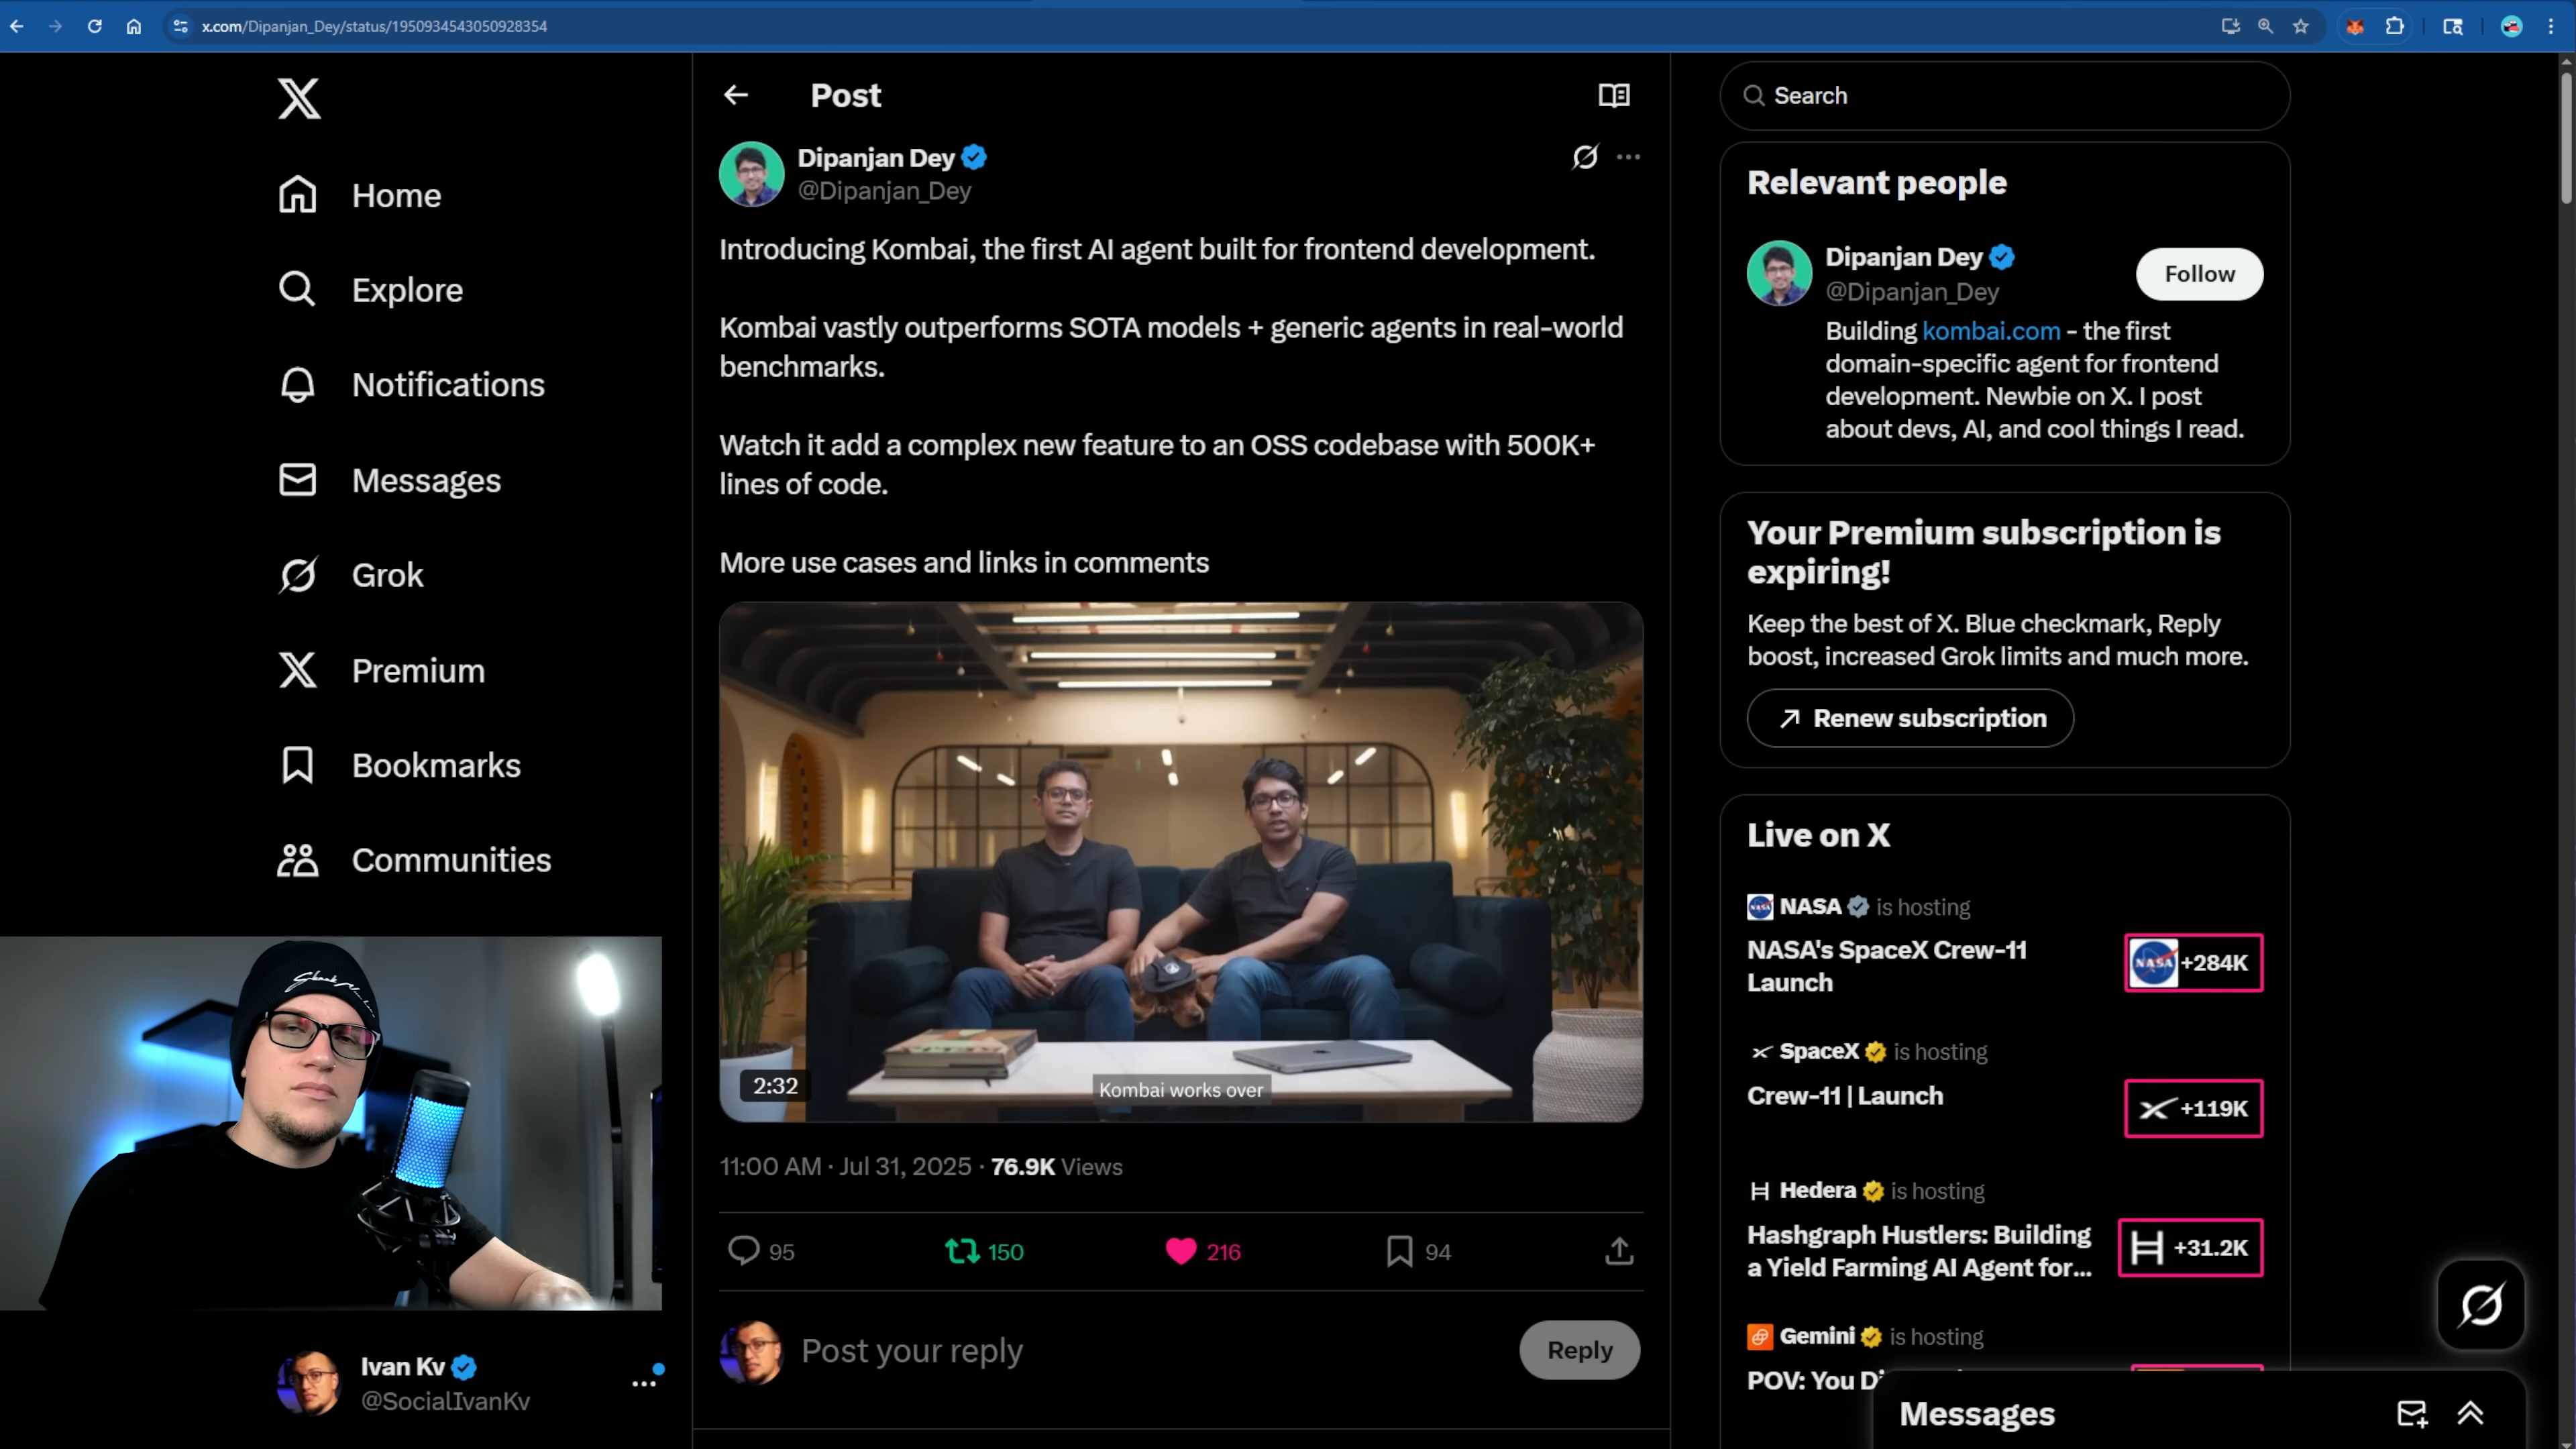 x.com/Dipanjan_Dey/status/1950934543050928354
Home
Explore
Notifications
Messages
Grok
Premium
Bookmarks
Communities
Ivan Kv
@SocialIvanKv
Post
Dipanjan Dey
@Dipanjan_Dey
Introducing Kombai, the first AI agent built for frontend development.
Kombai vastly outperforms SOTA models + generic agents in real-world
benchmarks.
Watch it add a complex new feature to an OSS codebase with 500K+
lines of code.
More use cases and links in comments
2:32
Kombai works over
11:00 AM · Jul 31, 2025 · 76.9K Views
95
150
216
94
Post your reply
Reply
Search
Relevant people
Dipanjan Dey
@Dipanjan_Dey
Follow
Building kombai.com - the first
domain-specific agent for frontend
development. Newbie on X. I post
about devs, AI, and cool things I read.
Your Premium subscription is
expiring!
Keep the best of X. Blue checkmark, Reply
boost, increased Grok limits and much more.
Renew subscription
Live on X
NASA is hosting
NASA's SpaceX Crew-11
Launch
NASA
+284K
SpaceX is hosting
Crew-11 | Launch
+119K
Hedera is hosting
Hashgraph Hustlers: Building
a Yield Farming AI Agent for...
+31.2K
Gemini is hosting
POV: You Di
Messages